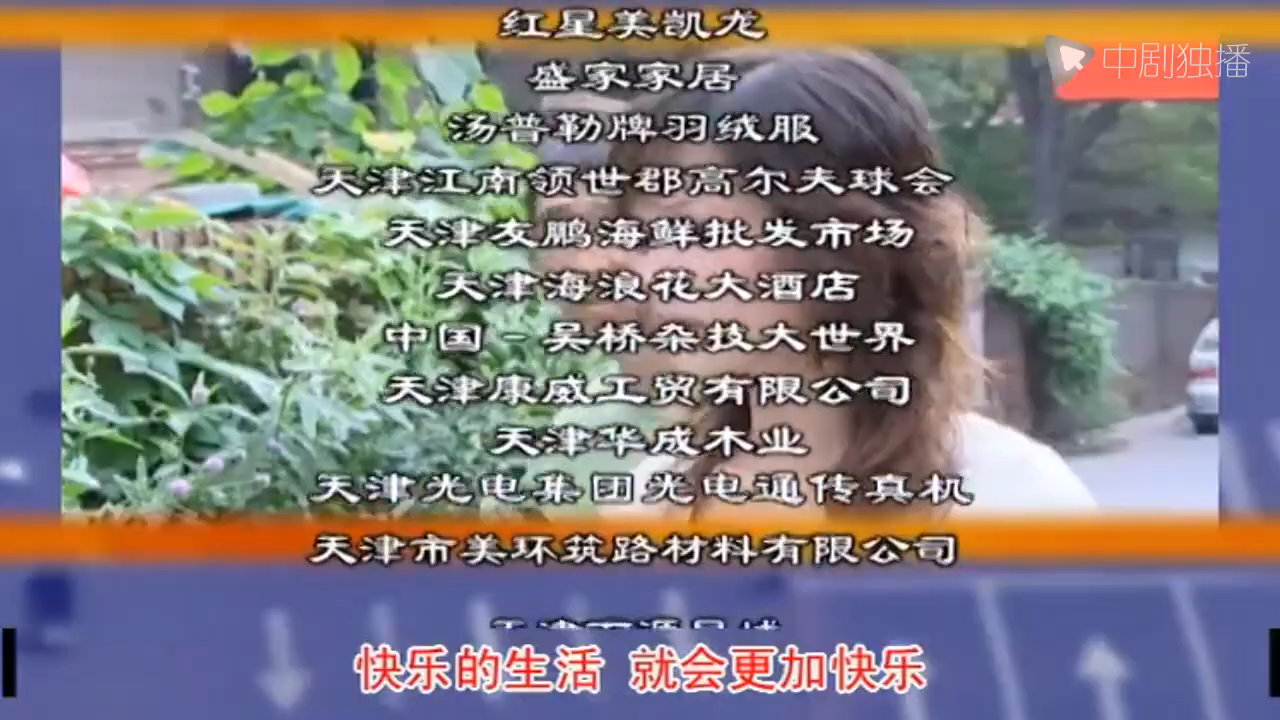 红星美凯龙
中剧独播
盛家家居
汤普勒牌羽绒服
天津江南领世郡高尔夫球会
天津友鹏海鲜批发市场
天津海浪花大酒店
中国-吴桥杂技大世界
天津康威工贸有限公司
天津华成木业
天津光电集团光电通传真机
天津市美环筑路材料有限公司
快乐的生活 就会更加快乐